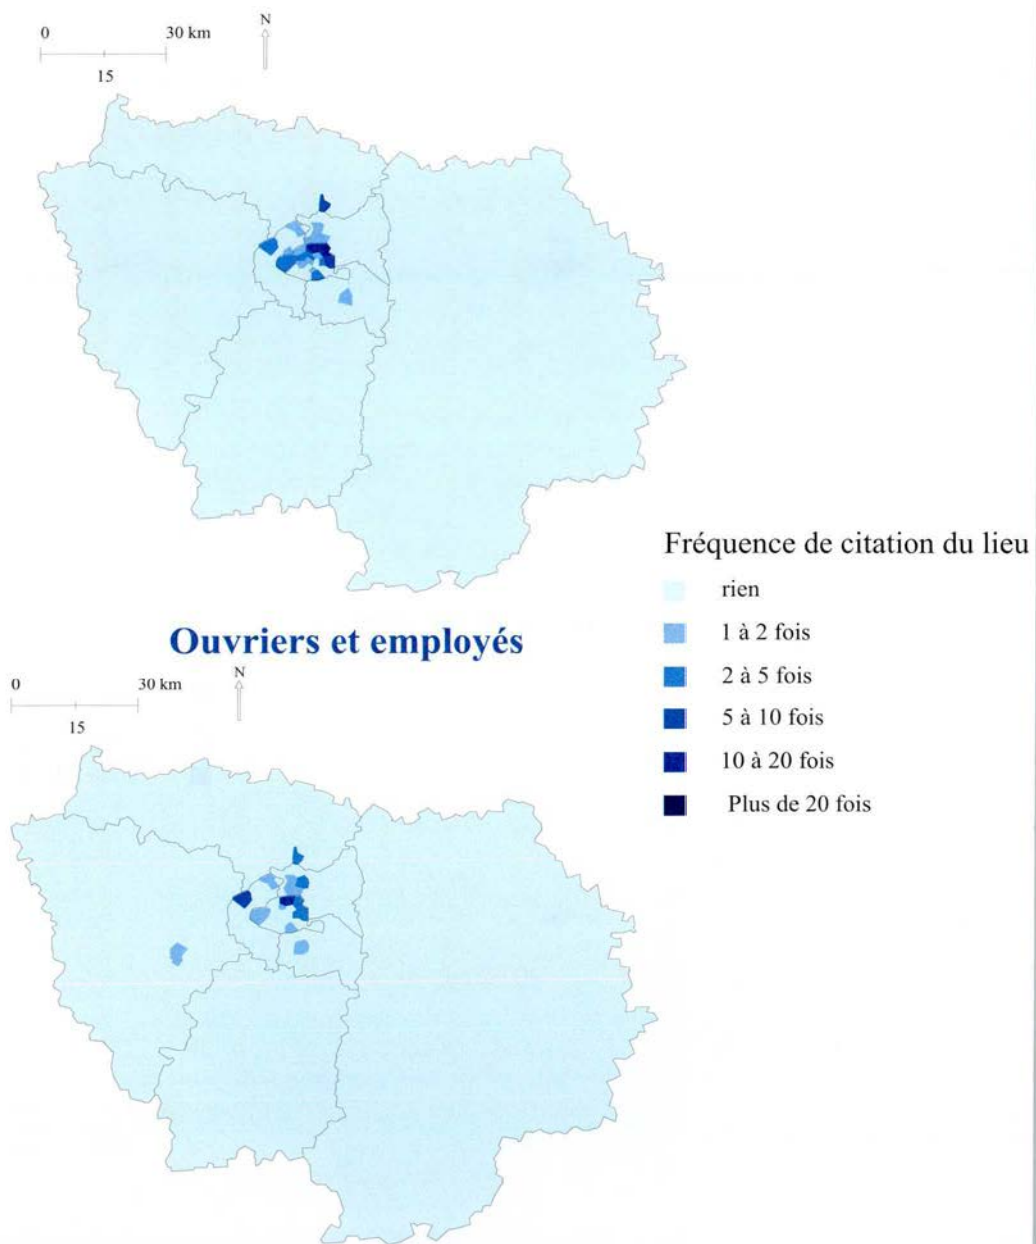 0 30 km N
15
Fréquence de citation du lieu
rien
1 à 2 fois
2 à 5 fois
5 à 10 fois
10 à 20 fois
Plus de 20 fois
Ouvriers et employés
0 30 km N
15